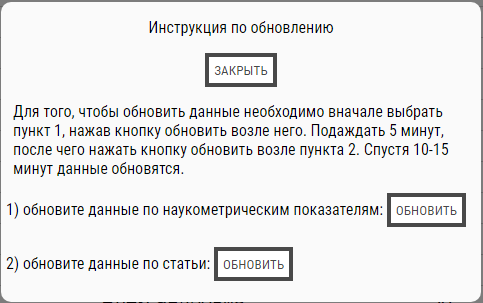 Инструкция по обновлению
ЗАКРЫТЬ
Для того, чтобы обновить данные необходимо вначале выбрать
пункт 1, нажав кнопку обновить возле него. Подаждать 5 минут,
после чего нажать кнопку обновить возле пункта 2. Спустя 10-15
минут данные обновятся.
1) обновите данные по наукометрическим показателям: ОБНОВИТЬ
2) обновите данные по статьи: ОБНОВИТЬ